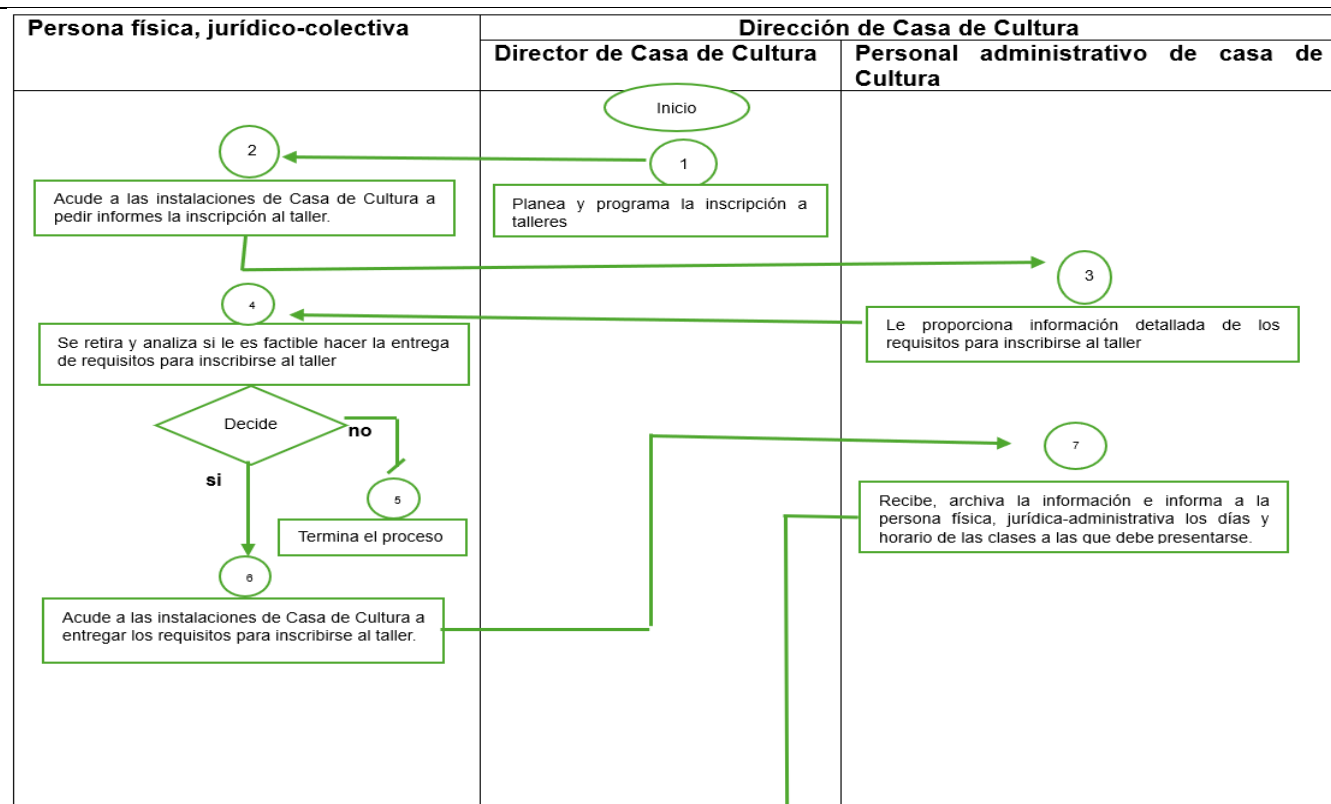 Persona física, jurídico-colectiva
Dirección de Casa de Cultura
Director de Casa de Cultura
Personal administrativo de casa de
Cultura
Inicio
1
Planea y programa la inscripción a
talleres
2
Acude a las instalaciones de Casa de Cultura a
pedir informes la inscripción al taller.
3
Le proporciona información detallada de los
requisitos para inscribirse al taller
4
Se retira y analiza si le es factible hacer la entrega
de requisitos para inscribirse al taller
Decide
no
si
5
Termina el proceso
6
Acude a las instalaciones de Casa de Cultura a
entregar los requisitos para inscribirse al taller.
7
Recibe, archiva la información e informa a la
persona física, jurídica-administrativa los días y
horario de las clases a las que debe presentarse.